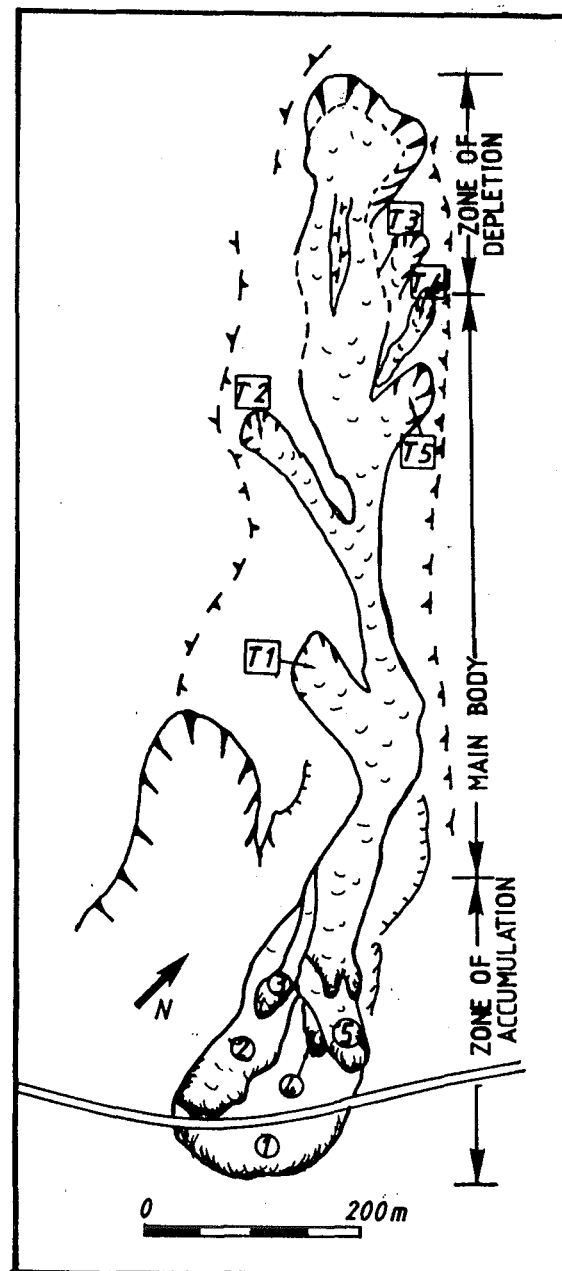 ZONE OF
DEPLETION
T3
T4
T2
T5
T1
MAIN BODY
ZONE OF
ACCUMULATION
N
3
5
2
4
1
0 200m